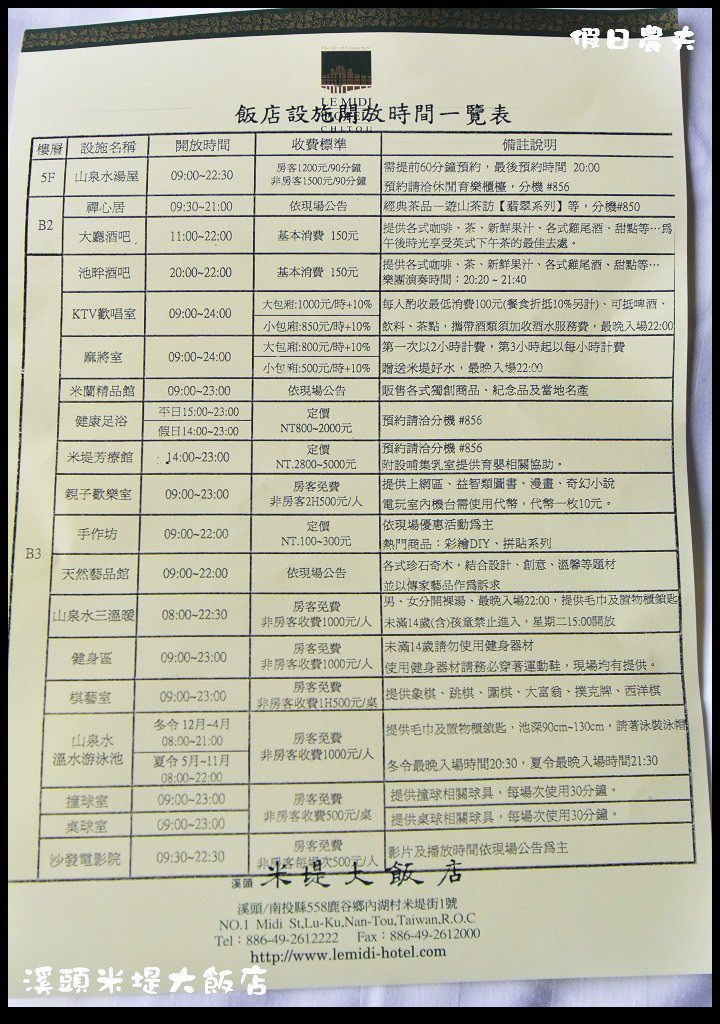 假日農夫
LE MIDI
HOTEL
CHITOU
飯店設施開放時間一覽表
樓層 設施名稱 開放時間 收費標準 備註說明
5F 山泉水湯屋 09:00~22:30 房客1200元/90分鐘 非房客1500元/90分鐘 需提前60分鐘預約，最後預約時間 20:00
預約請洽休閒育樂櫃檯，分機 #856
B2 禪心居 09:30~21:00 依現場公告 經典茶品—遊山茶訪【翡翠系列】等，分機#850
大廳酒吧 11:00~22:00 基本消費 150元 提供各式咖啡、茶、新鮮果汁、各式雞尾酒、甜點等…為
午後時光享受英式下午茶的最佳去處。
B3 池畔酒吧 20:00~22:00 基本消費 150元 提供各式咖啡、茶、新鮮果汁、各式雞尾酒、甜點等…
樂團演奏時間：20:20 ~ 21:40
KTV歡唱室 09:00~24:00 大包廂:1000元/時+10% 小包廂:850元/時+10% 每人酌收最低消費100元(餐食折抵10%另計)、可抵啤酒、
飲料、茶點，攜帶酒類須加收酒水服務費，最晚入場22:00
麻將室 09:00~24:00 大包廂:800元/時+10% 小包廂:500元/時+10% 第一次以2小時計費，第3小時起以每小時計費
贈送米堤好水，最晚入場22:00
米蘭精品館 09:00~23:00 依現場公告 販售各式獨創商品、紀念品及當地名產
健康足浴 平日15:00~23:00 假日14:00~23:00 定價 NT800~2000元 預約請洽分機 #856
米堤芳療館 14:00~23:00 定價 NT.2800~5000元 預約請洽分機 #856
附設哺集乳室提供育嬰相關協助。
親子歡樂室 09:00~23:00 房客免費 非房客2H500元/人 提供上網區、益智類圖書、漫畫、奇幻小說
電玩室內機台需使用代幣，代幣一枚10元。
手作坊 09:00~22:00 定價 NT.100~300元 依現場優惠活動為主
熱門商品：彩繪DIY、拼貼系列
天然藝品館 09:00~22:00 依現場公告 各式珍石奇木，結合設計、創意、溫馨等題材
並以傳家藝品作為訴求
山泉水三溫暖 08:00~22:30 房客免費 非房客收費1000元/人 男、女分開裸湯、最晚入場22:00，提供毛巾及置物櫃鎖匙
未滿14歲(含)孩童禁止進入，星期二15:00開放
健身區 09:00~23:00 房客免費 非房客收費1000元/人 未滿14歲請勿使用健身器材
使用健身器材請務必穿著運動鞋，現場均有提供。
棋藝室 09:00~23:00 房客免費 非房客收費1H500元/桌 提供象棋、跳棋、圍棋、大富翁、撲克牌、西洋棋
山泉水
溫水游泳池 冬令 12月~4月 08:00~21:00 夏令 5月~11月 08:00~22:00 房客免費 非房客收費1000元/人 提供毛巾及置物櫃鎖匙，池深90cm~130cm，請著泳裝泳帽
冬令最晚入場時間20:30，夏令最晚入場時間21:30
撞球室 09:00~23:00 房客免費 非房客收費500元/桌 提供撞球相關球具，每場次使用30分鐘。
桌球室 09:00~23:00 提供桌球相關球具，每場次使用30分鐘。
沙發電影院 09:30~22:30 房客免費 非房客每場次500元/人 影片及播放時間依現場公告為主
溪頭 米堤大飯店
溪頭/南投縣558鹿谷鄉內湖村米堤街1號
NO.1 Midi St,Lu-Ku,Nan-Tou,Taiwan,R.O.C
Tel：886-49-2612222 Fax：886-49-2612000
http://www.lemidi-hotel.com
溪頭米堤大飯店